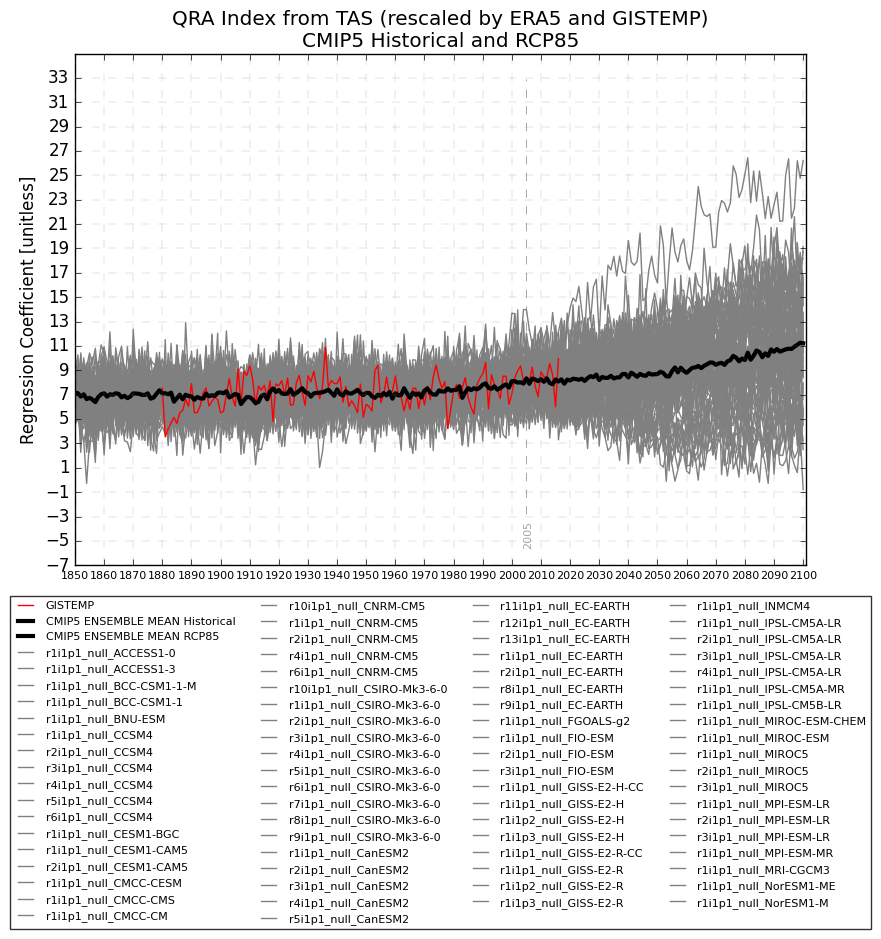 QRA Index from TAS (rescaled by ERA5 and GISTEMP)
CMIP5 Historical and RCP85
Regression Coefficient [unitless]
33
31
29
27
25
23
21
19
17
15
13
11
9
7
5
3
1
−1
−3
−5
−7
2005
1850 1860 1870 1880 1890 1900 1910 1920 1930 1940 1950 1960 1970 1980 1990 2000 2010 2020 2030 2040 2050 2060 2070 2080 2090 2100
GISTEMP
CMIP5 ENSEMBLE MEAN Historical
CMIP5 ENSEMBLE MEAN RCP85
r1i1p1_null_ACCESS1-0
r1i1p1_null_ACCESS1-3
r1i1p1_null_BCC-CSM1-1-M
r1i1p1_null_BCC-CSM1-1
r1i1p1_null_BNU-ESM
r1i1p1_null_CCSM4
r2i1p1_null_CCSM4
r3i1p1_null_CCSM4
r4i1p1_null_CCSM4
r5i1p1_null_CCSM4
r6i1p1_null_CCSM4
r1i1p1_null_CESM1-BGC
r1i1p1_null_CESM1-CAM5
r2i1p1_null_CESM1-CAM5
r1i1p1_null_CMCC-CESM
r1i1p1_null_CMCC-CMS
r1i1p1_null_CMCC-CM
r10i1p1_null_CNRM-CM5
r1i1p1_null_CNRM-CM5
r2i1p1_null_CNRM-CM5
r4i1p1_null_CNRM-CM5
r6i1p1_null_CNRM-CM5
r10i1p1_null_CSIRO-Mk3-6-0
r1i1p1_null_CSIRO-Mk3-6-0
r2i1p1_null_CSIRO-Mk3-6-0
r3i1p1_null_CSIRO-Mk3-6-0
r4i1p1_null_CSIRO-Mk3-6-0
r5i1p1_null_CSIRO-Mk3-6-0
r6i1p1_null_CSIRO-Mk3-6-0
r7i1p1_null_CSIRO-Mk3-6-0
r8i1p1_null_CSIRO-Mk3-6-0
r9i1p1_null_CSIRO-Mk3-6-0
r1i1p1_null_CanESM2
r2i1p1_null_CanESM2
r3i1p1_null_CanESM2
r4i1p1_null_CanESM2
r5i1p1_null_CanESM2
r11i1p1_null_EC-EARTH
r12i1p1_null_EC-EARTH
r13i1p1_null_EC-EARTH
r1i1p1_null_EC-EARTH
r2i1p1_null_EC-EARTH
r8i1p1_null_EC-EARTH
r9i1p1_null_EC-EARTH
r1i1p1_null_FGOALS-g2
r1i1p1_null_FIO-ESM
r2i1p1_null_FIO-ESM
r3i1p1_null_FIO-ESM
r1i1p1_null_GISS-E2-H-CC
r1i1p1_null_GISS-E2-H
r1i1p2_null_GISS-E2-H
r1i1p3_null_GISS-E2-H
r1i1p1_null_GISS-E2-R-CC
r1i1p1_null_GISS-E2-R
r1i1p2_null_GISS-E2-R
r1i1p3_null_GISS-E2-R
r1i1p1_null_INMCM4
r1i1p1_null_IPSL-CM5A-LR
r2i1p1_null_IPSL-CM5A-LR
r3i1p1_null_IPSL-CM5A-LR
r4i1p1_null_IPSL-CM5A-LR
r1i1p1_null_IPSL-CM5A-MR
r1i1p1_null_IPSL-CM5B-LR
r1i1p1_null_MIROC-ESM-CHEM
r1i1p1_null_MIROC-ESM
r1i1p1_null_MIROC5
r2i1p1_null_MIROC5
r3i1p1_null_MIROC5
r1i1p1_null_MPI-ESM-LR
r2i1p1_null_MPI-ESM-LR
r3i1p1_null_MPI-ESM-LR
r1i1p1_null_MPI-ESM-MR
r1i1p1_null_MRI-CGCM3
r1i1p1_null_NorESM1-ME
r1i1p1_null_NorESM1-M